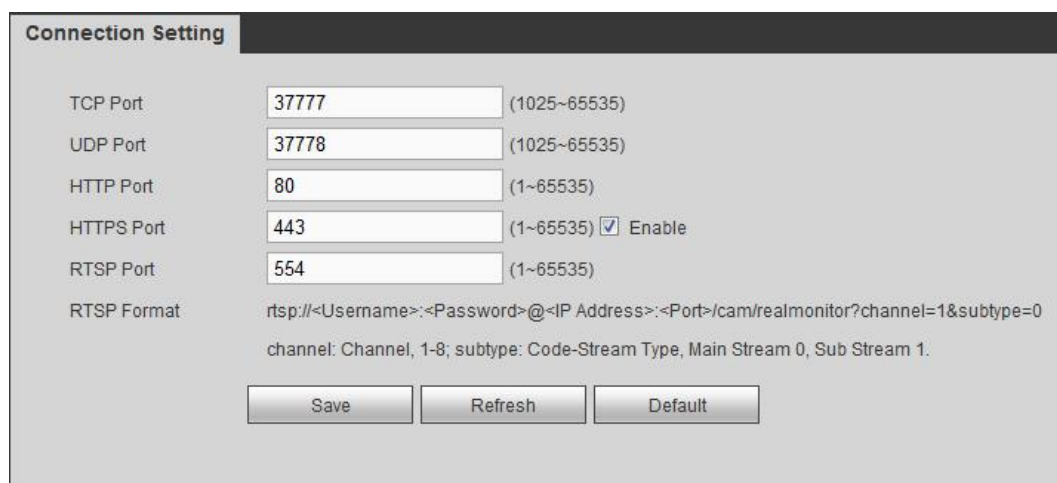 Connection Setting
TCP Port 37777 (1025~65535)
UDP Port 37778 (1025~65535)
HTTP Port 80 (1~65535)
HTTPS Port 443 (1~65535) Enable
RTSP Port 554 (1~65535)
RTSP Format rtsp://<Username>:<Password>@<IP Address>:<Port>/cam/realmonitor?channel=1&subtype=0
channel: Channel, 1-8; subtype: Code-Stream Type, Main Stream 0, Sub Stream 1.
Save Refresh Default